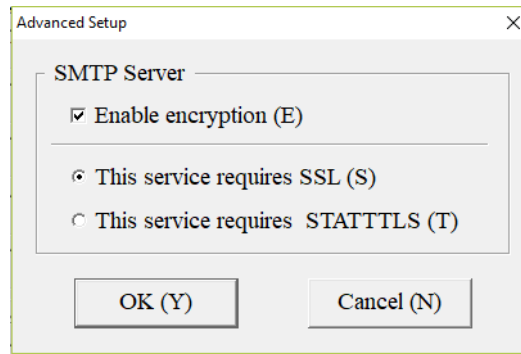 Advanced Setup
SMTP Server
Enable encryption (E)
This service requires SSL (S)
This service requires STATTTLS (T)
OK (Y)
Cancel (N)